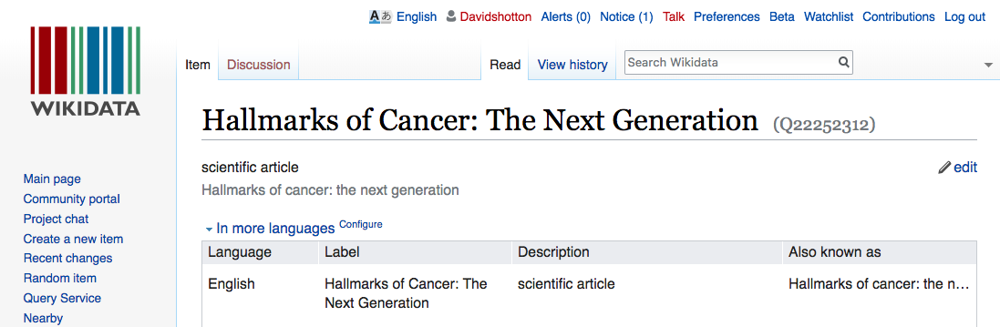 Aあ English Davidshotton Alerts (0) Notice (1) Talk Preferences Beta Watchlist Contributions Log out
WIKIDATA
Item Discussion Read View history Search Wikidata
Hallmarks of Cancer: The Next Generation (Q22252312)
scientific article edit
Hallmarks of cancer: the next generation
In more languages Configure
Language Label Description Also known as
English Hallmarks of Cancer: The Next Generation scientific article Hallmarks of cancer: the n…
Main page
Community portal
Project chat
Create a new item
Recent changes
Random item
Query Service
Nearby